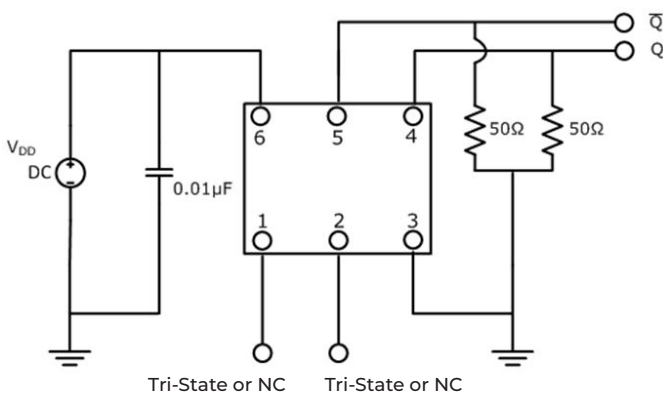 Q̅
Q
6
5
4
50Ω
50Ω
V_DD
DC
0.01µF
1
2
3
Tri-State or NC
Tri-State or NC